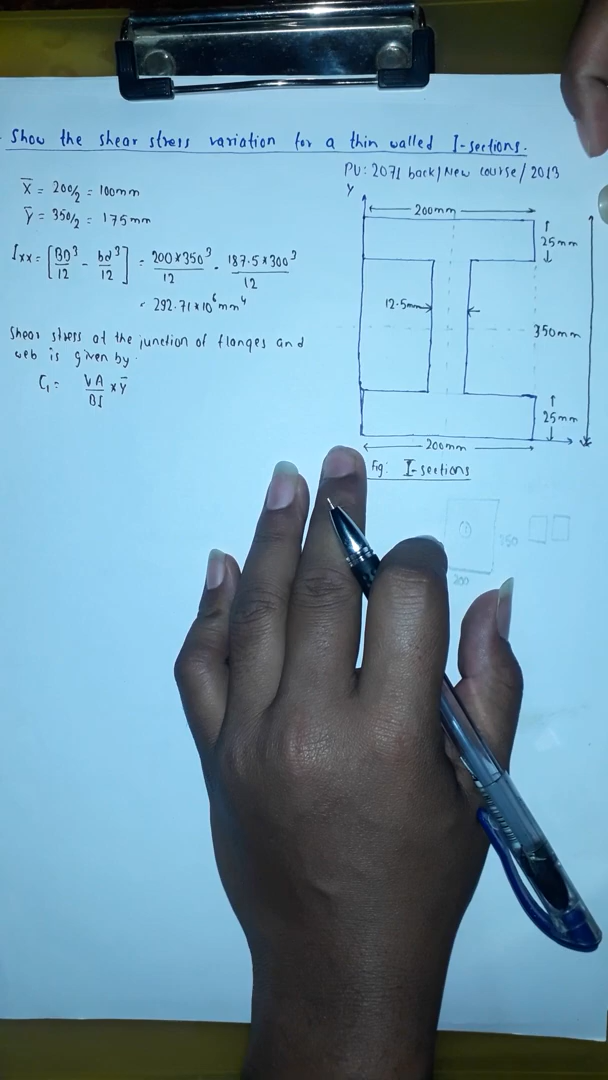 Show the shear stress variation for a thin walled I-sections.
PU: 2071 back/New course/2013
X̄ = 200/2 = 100mm
Ȳ = 350/2 = 175mm
Ixx = [BD³/12 - bd³/12] = 200*350³/12 - 187.5*300³/12
= 292.71*10⁶mm⁴
Shear stress at the junction of flanges and
web is given by.
ζ₁ = VA/BI * Ȳ
Y
200mm
25mm
12.5mm
350mm
25mm
200mm
Fig: I-sections
①
350
200